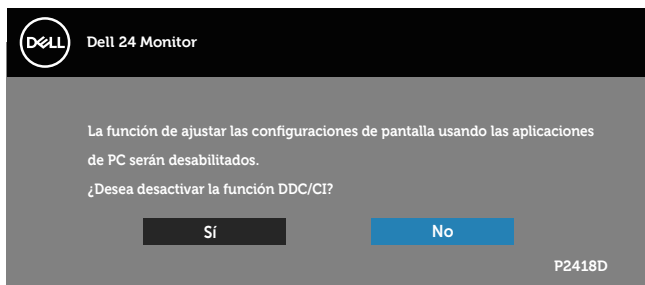 DELL
Dell 24 Monitor
La función de ajustar las configuraciones de pantalla usando las aplicaciones
de PC serán desabilitados.
¿Desea desactivar la función DDC/CI?
Sí No
P2418D